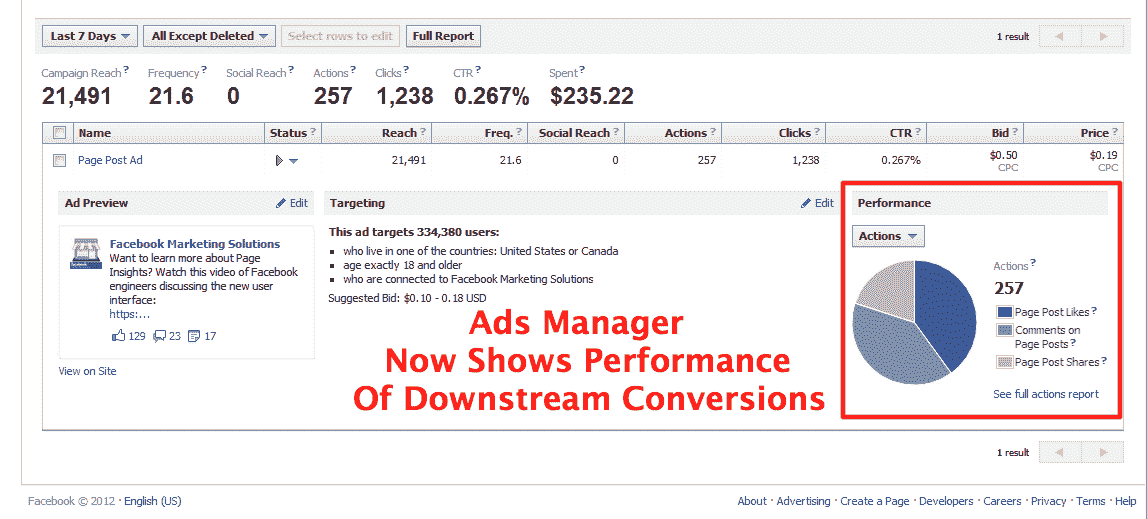 Last 7 Days All Except Deleted Select rows to edit Full Report 1 result
Campaign Reach? Frequency? Social Reach? Actions? Clicks? CTR? Spent?
21,491 21.6 0 257 1,238 0.267% $235.22
Name Status? Reach? Freq.? Social Reach? Actions? Clicks? CTR? Bid? Price?
Page Post Ad 21,491 21.6 0 257 1,238 0.267% $0.50 $0.19
CPC CPC
Ad Preview Edit
Facebook Marketing Solutions
Want to learn more about Page
Insights? Watch this video of Facebook
engineers discussing the new user
interface:
https:...
129 23 17
View on Site
Targeting Edit
This ad targets 334,380 users:
who live in one of the countries: United States or Canada
age exactly 18 and older
who are connected to Facebook Marketing Solutions
Suggested Bid: $0.10 - 0.18 USD
Ads Manager
Now Shows Performance
Of Downstream Conversions
Performance
Actions
Actions?
257
Page Post Likes?
Comments on
Page Posts?
Page Post Shares?
See full actions report
1 result
Facebook © 2012 · English (US) About · Advertising · Create a Page · Developers · Careers · Privacy · Terms · Help